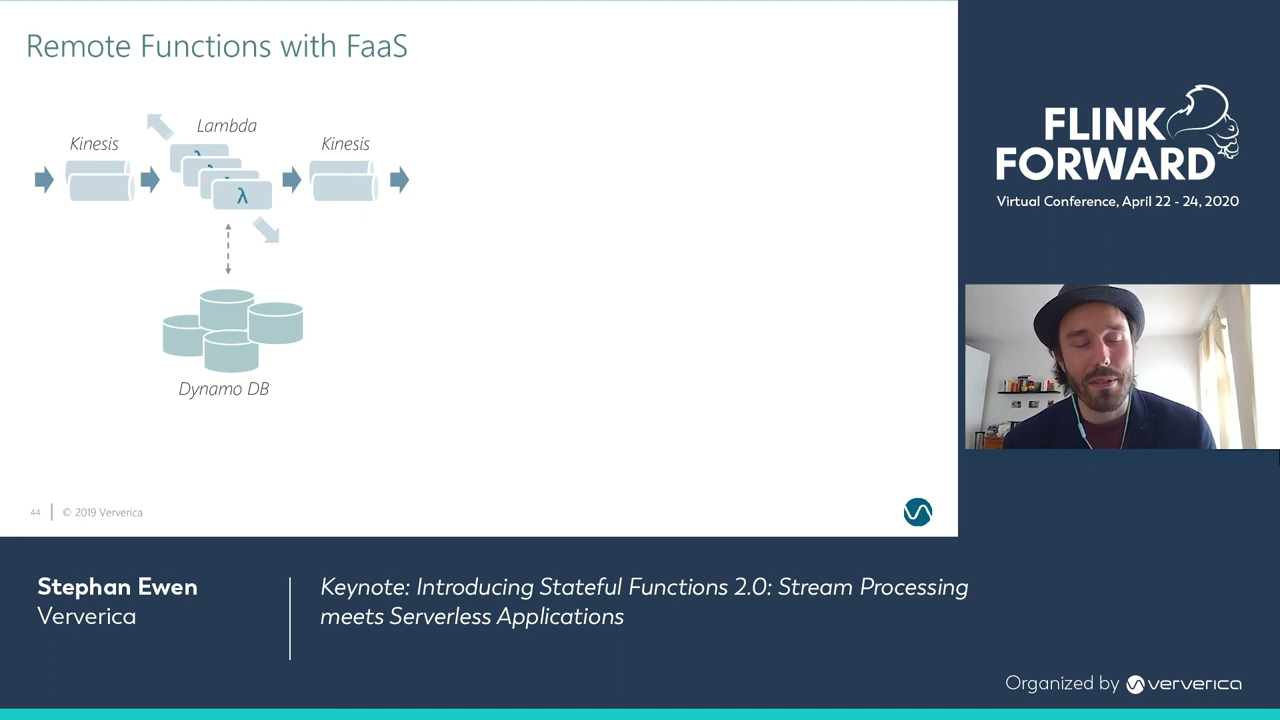 Remote Functions with FaaS
Kinesis
Lambda
Kinesis
λ
Dynamo DB
44
© 2019 Ververica
FLINK
FORWARD
Virtual Conference, April 22 - 24, 2020
Stephan Ewen
Ververica
Keynote: Introducing Stateful Functions 2.0: Stream Processing
meets Serverless Applications
Organized by ververica